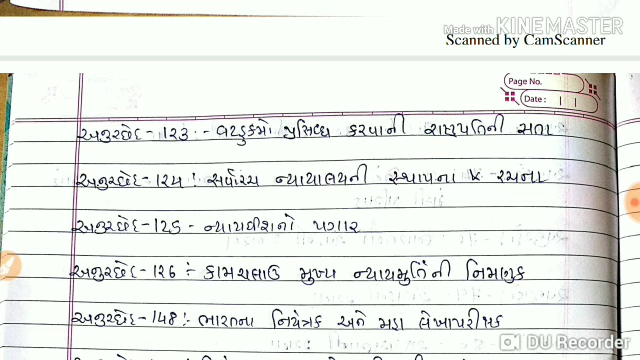 Made with KINEMASTER
Scanned by CamScanner
Page No.
Date:
અનુચ્છેદ-123 - વટહુકમો પ્રસિધ્ધ કરવાની રાષ્ટ્રપતિની સત્તા
અનુચ્છેદ-124 : સર્વોચ્ચ ન્યાયાલયની સ્થાપના & રચના
અનુચ્છેદ-125 - ન્યાયધીશનો પગાર
અનુચ્છેદ-126 :- કામચલાઉ મુખ્ય ન્યાયમુર્તિની નિમણુક
અનુચ્છેદ-148 :- ભારતના નિયંત્રક અને મહા લેખાપરીક્ષક
DU Recorder